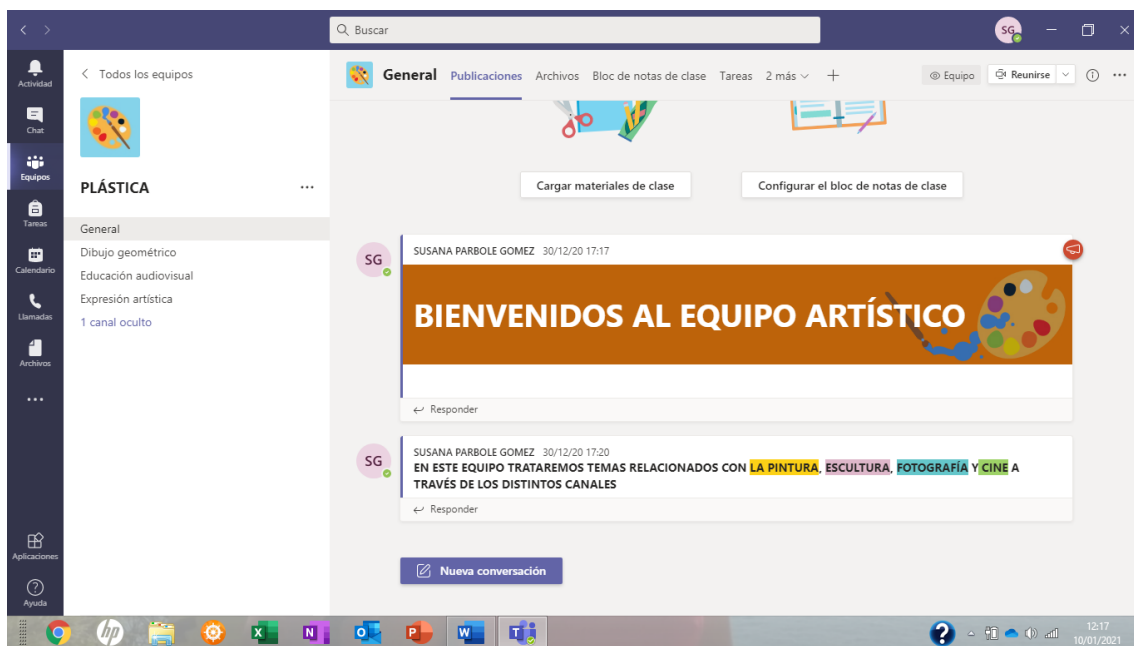 Buscar
SG
Actividad
Chat
Equipos
Tareas
Calendario
Llamadas
Archivos
Aplicaciones
Ayuda
Todos los equipos
PLÁSTICA
General
Dibujo geométrico
Educación audiovisual
Expresión artística
1 canal oculto
General Publicaciones Archivos Bloc de notas de clase Tareas 2 más
Equipo
Reunirse
Cargar materiales de clase
Configurar el bloc de notas de clase
SG
SUSANA PARBOLE GOMEZ 30/12/20 17:17
BIENVENIDOS AL EQUIPO ARTÍSTICO
Responder
SG
SUSANA PARBOLE GOMEZ 30/12/20 17:20
EN ESTE EQUIPO TRATAREMOS TEMAS RELACIONADOS CON LA PINTURA, ESCULTURA, FOTOGRAFÍA Y CINE A
TRAVÉS DE LOS DISTINTOS CANALES
Responder
Nueva conversación
hp
12:17
10/01/2021